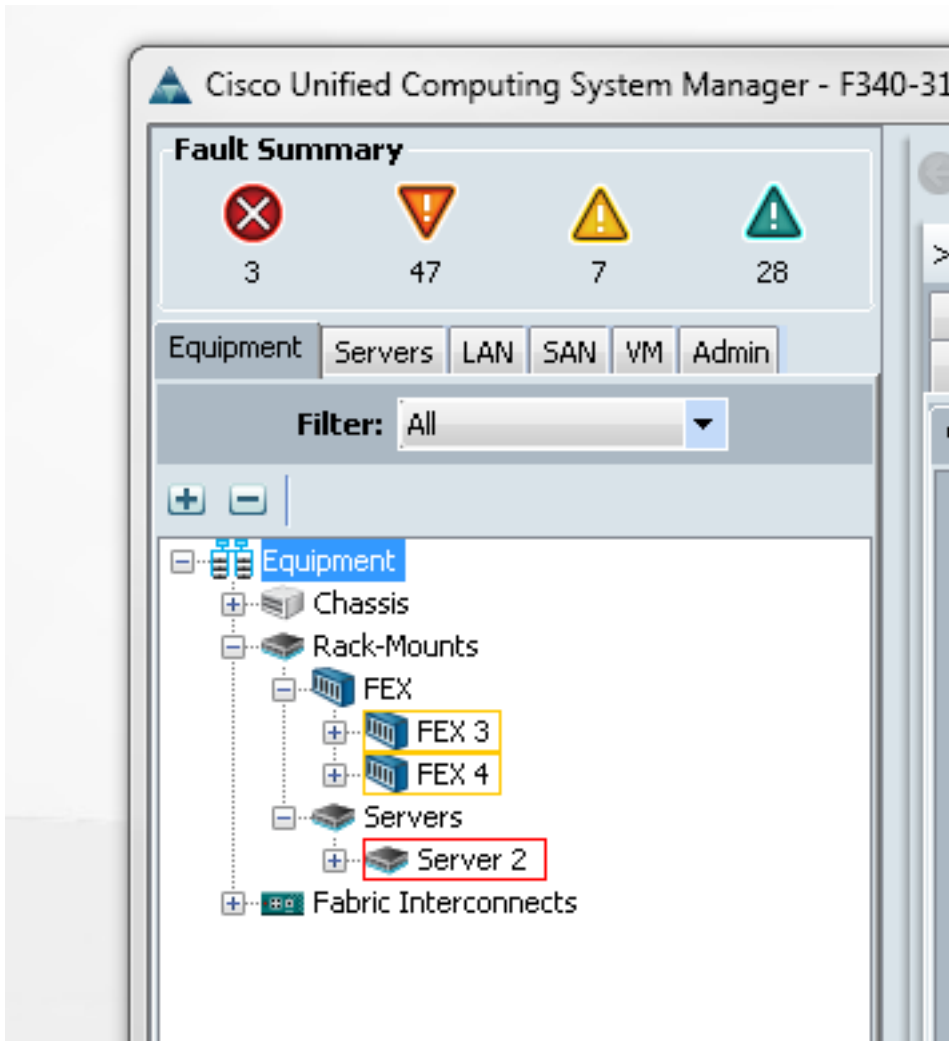 Cisco Unified Computing System Manager - F340-31
Fault Summary
3 47 7 28
>
Equipment Servers LAN SAN VM Admin
Filter: All
Equipment
Chassis
Rack-Mounts
FEX
FEX 3
FEX 4
Servers
Server 2
Fabric Interconnects